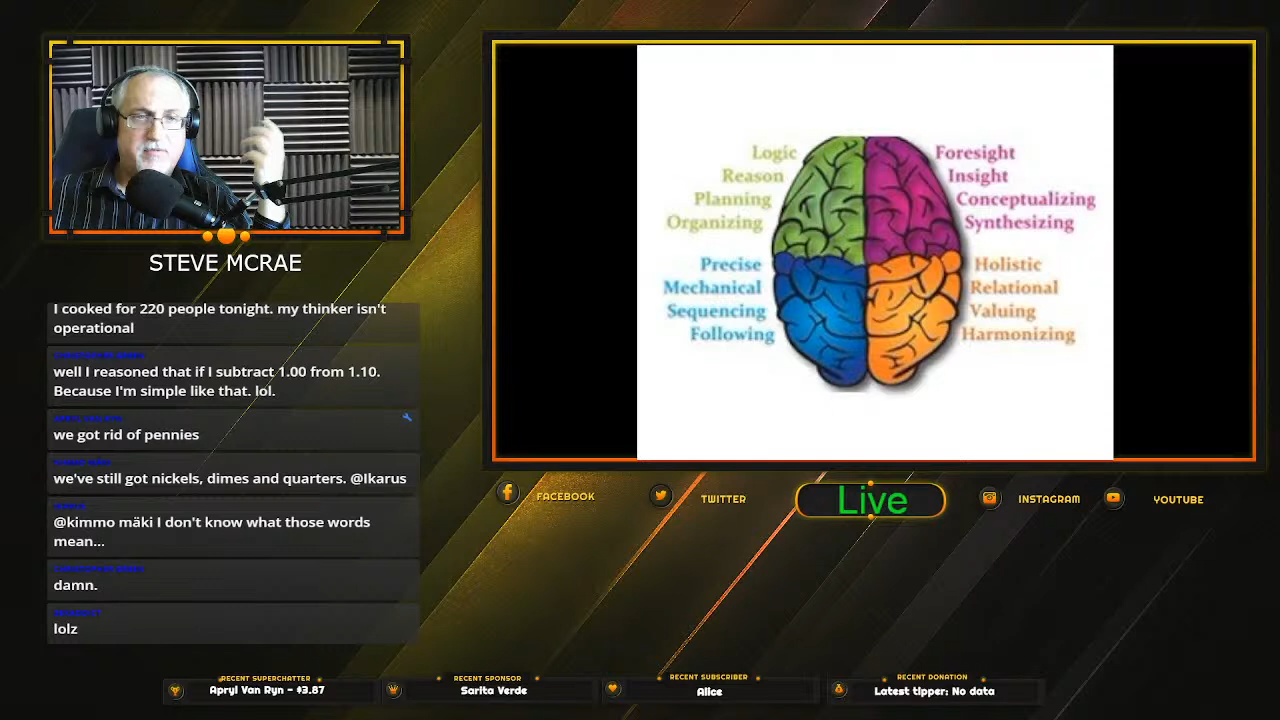 STEVE MCRAE
I cooked for 220 people tonight. my thinker isn't
operational
well I reasoned that if I subtract 1.00 from 1.10.
Because I'm simple like that. lol.
we got rid of pennies
we've still got nickels, dimes and quarters. @Ikarus
@kimmo mäki I don't know what those words
mean...
damn.
lolz
Logic
Reason
Planning
Organizing
Precise
Mechanical
Sequencing
Following
Foresight
Insight
Conceptualizing
Synthesizing
Holistic
Relational
Valuing
Harmonizing
FACEBOOK
TWITTER
Live
INSTAGRAM
YOUTUBE
RECENT SUPERCHATTER
Apryl Van Ryn - $3.87
RECENT SPONSOR
Sarita Verde
RECENT SUBSCRIBER
Alice
RECENT DONATION
Latest tipper: No data